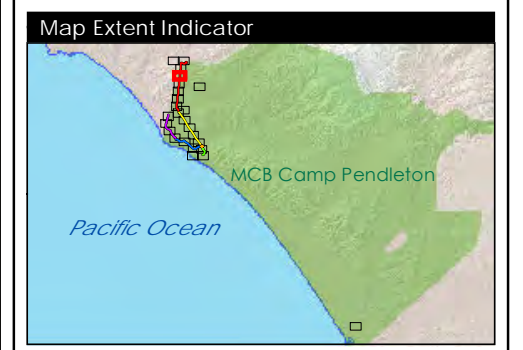 Map Extent Indicator
MCB Camp Pendleton
Pacific Ocean